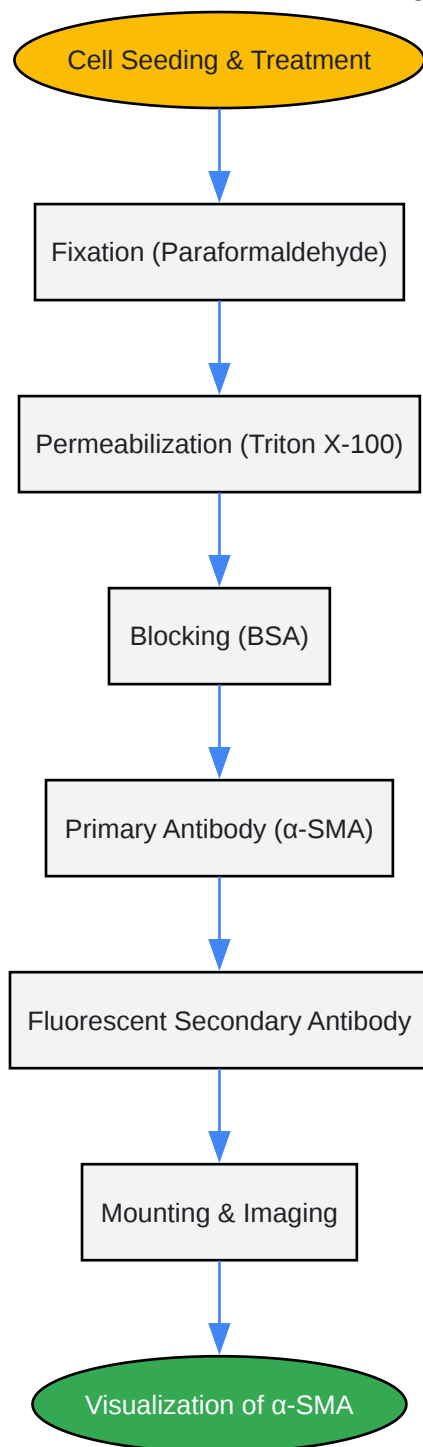 Cell Seeding & Treatment
Fixation (Paraformaldehyde)
Permeabilization (Triton X-100)
Blocking (BSA)
Primary Antibody (α-SMA)
Fluorescent Secondary Antibody
Mounting & Imaging
Visualization of α-SMA